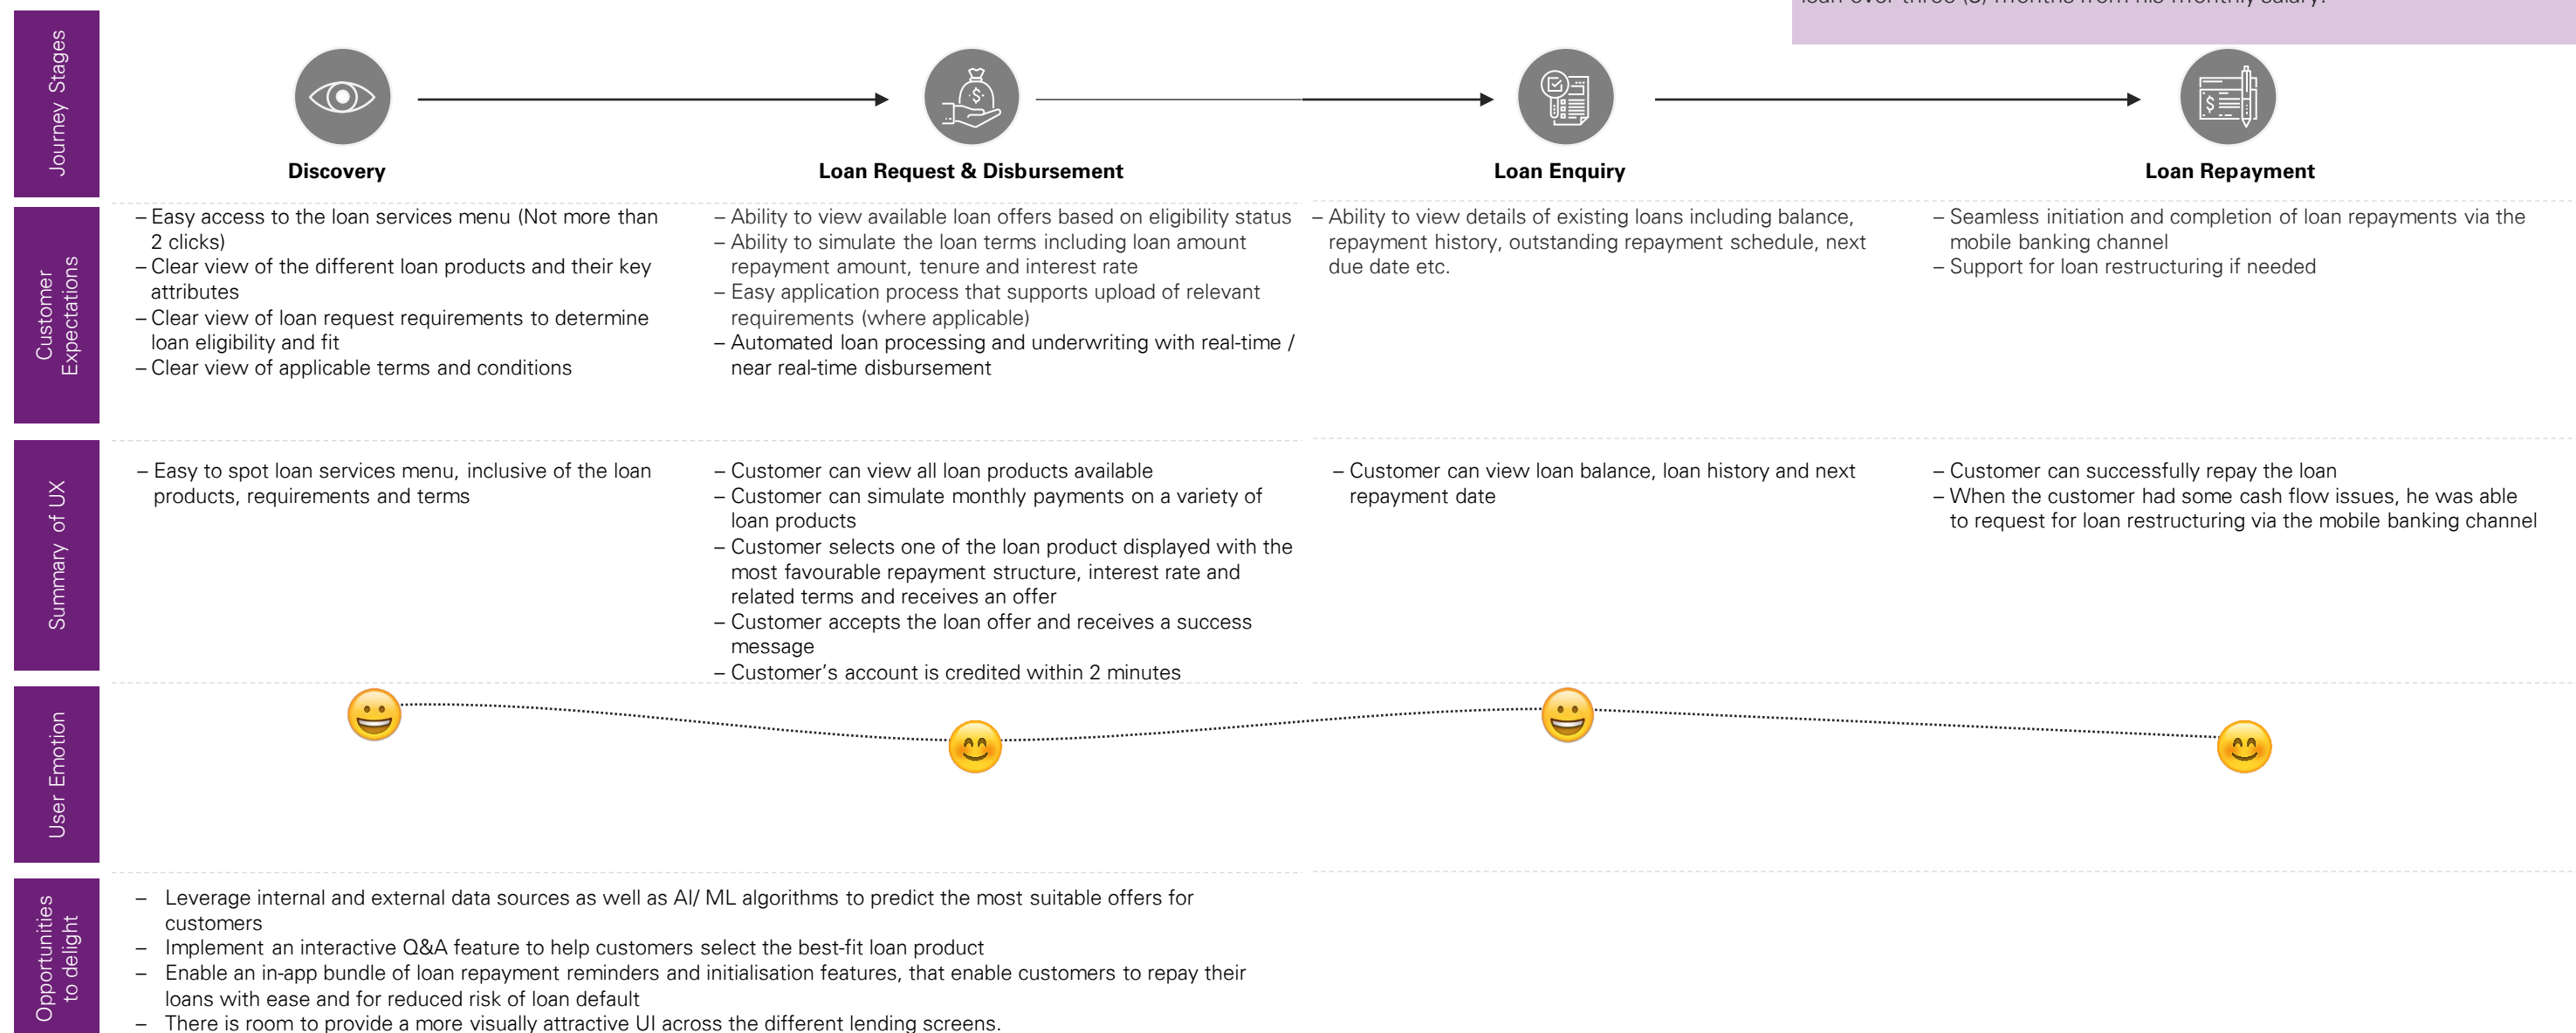 loan over three (3) months from his monthly salary.
Journey Stages
Discovery
Loan Request & Disbursement
Loan Enquiry
Loan Repayment
Customer
Expectations
– Easy access to the loan services menu (Not more than
2 clicks)
– Clear view of the different loan products and their key
attributes
– Clear view of loan request requirements to determine
loan eligibility and fit
– Clear view of applicable terms and conditions
– Ability to view available loan offers based on eligibility status
– Ability to simulate the loan terms including loan amount
repayment amount, tenure and interest rate
– Easy application process that supports upload of relevant
requirements (where applicable)
– Automated loan processing and underwriting with real-time /
near real-time disbursement
– Ability to view details of existing loans including balance,
repayment history, outstanding repayment schedule, next
due date etc.
– Seamless initiation and completion of loan repayments via the
mobile banking channel
– Support for loan restructuring if needed
Summary of UX
– Easy to spot loan services menu, inclusive of the loan
products, requirements and terms
– Customer can view all loan products available
– Customer can simulate monthly payments on a variety of
loan products
– Customer selects one of the loan product displayed with the
most favourable repayment structure, interest rate and
related terms and receives an offer
– Customer accepts the loan offer and receives a success
message
– Customer's account is credited within 2 minutes
– Customer can view loan balance, loan history and next
repayment date
– Customer can successfully repay the loan
– When the customer had some cash flow issues, he was able
to request for loan restructuring via the mobile banking channel
User Emotion
Opportunities
to delight
– Leverage internal and external data sources as well as AI/ ML algorithms to predict the most suitable offers for
customers
– Implement an interactive Q&A feature to help customers select the best-fit loan product
– Enable an in-app bundle of loan repayment reminders and initialisation features, that enable customers to repay their
loans with ease and for reduced risk of loan default
– There is room to provide a more visually attractive UI across the different lending screens.